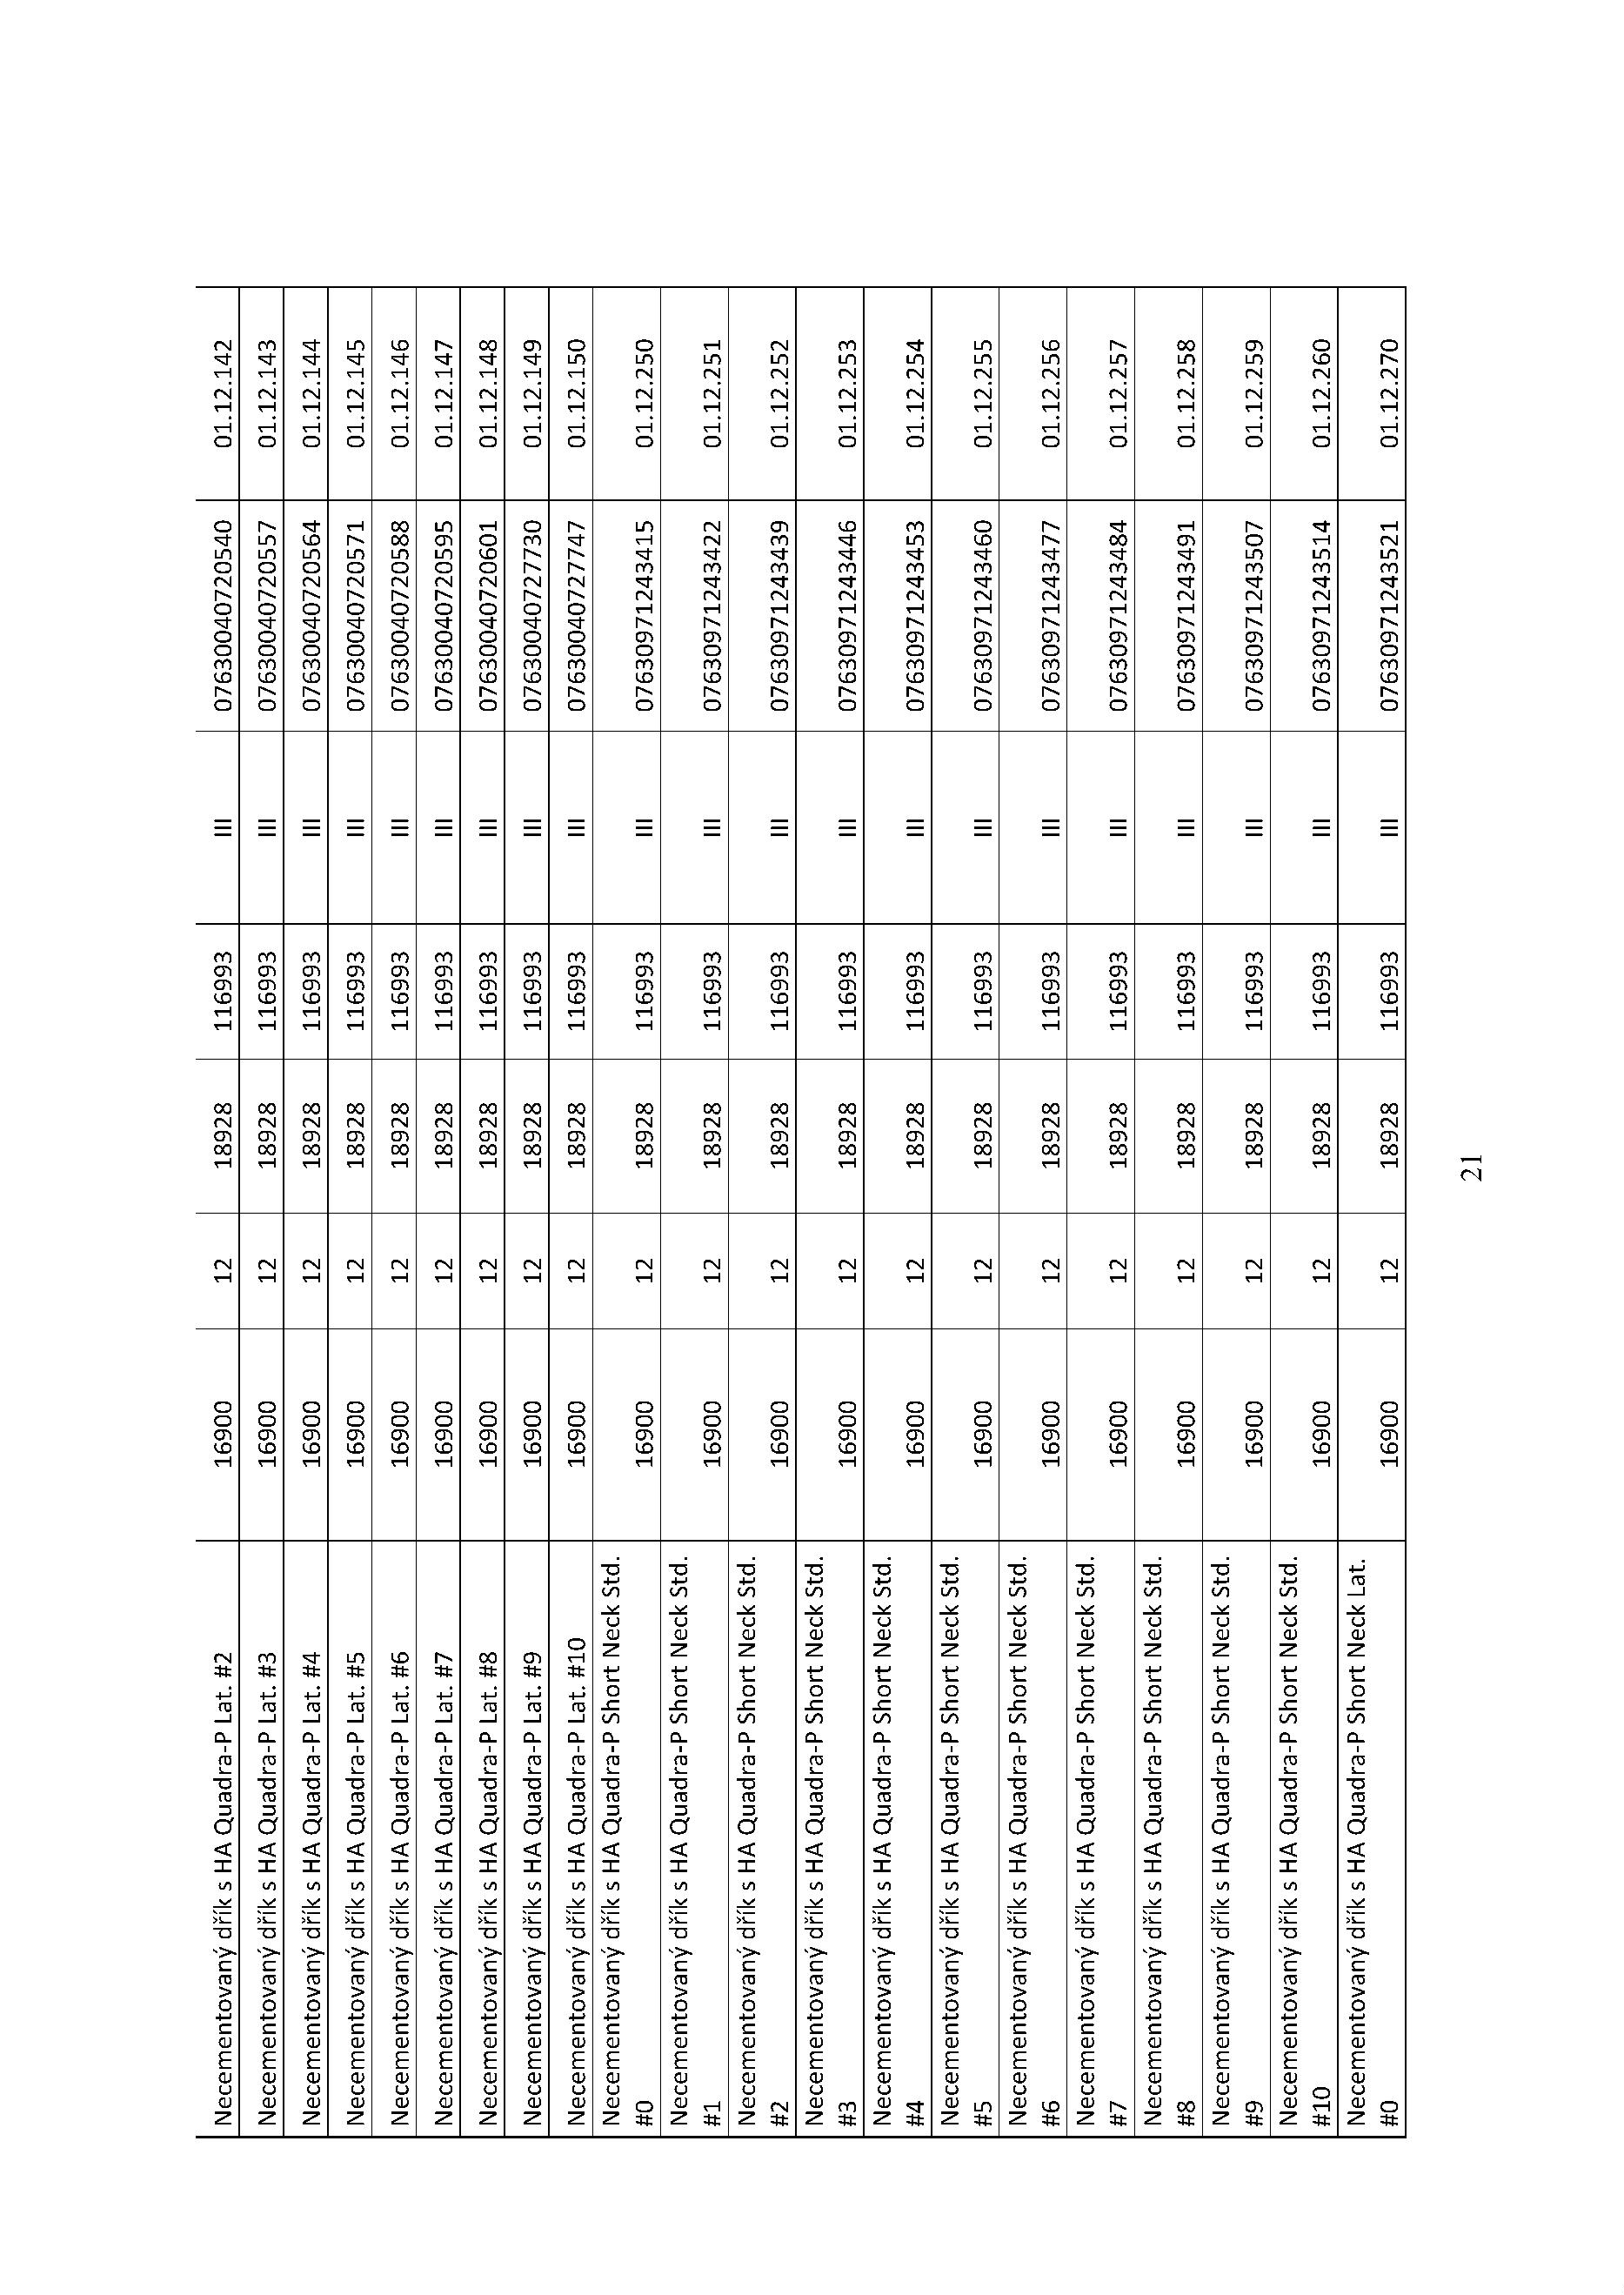 Necementovaný dřík s HA Quadra-P Lat. #2 16900 12 18928 116993 III 07630040720540 01.12.142
Necementovaný dřík s HA Quadra-P Lat. #3 16900 12 18928 116993 III 07630040720557 01.12.143
Necementovaný dřík s HA Quadra-P Lat. #4 16900 12 18928 116993 III 07630040720564 01.12.144
Necementovaný dřík s HA Quadra-P Lat. #5 16900 12 18928 116993 III 07630040720571 01.12.145
Necementovaný dřík s HA Quadra-P Lat. #6 16900 12 18928 116993 III 07630040720588 01.12.146
Necementovaný dřík s HA Quadra-P Lat. #7 16900 12 18928 116993 III 07630040720595 01.12.147
Necementovaný dřík s HA Quadra-P Lat. #8 16900 12 18928 116993 III 07630040720601 01.12.148
Necementovaný dřík s HA Quadra-P Lat. #9 16900 12 18928 116993 III 07630040727730 01.12.149
Necementovaný dřík s HA Quadra-P Lat. #10 16900 12 18928 116993 III 07630040727747 01.12.150
Necementovaný dřík s HA Quadra-P Short Neck Std.
#0 16900 12 18928 116993 III 07630971243415 01.12.250
Necementovaný dřík s HA Quadra-P Short Neck Std.
#1 16900 12 18928 116993 III 07630971243422 01.12.251
Necementovaný dřík s HA Quadra-P Short Neck Std.
#2 16900 12 18928 116993 III 07630971243439 01.12.252
Necementovaný dřík s HA Quadra-P Short Neck Std.
#3 16900 12 18928 116993 III 07630971243446 01.12.253
Necementovaný dřík s HA Quadra-P Short Neck Std.
#4 16900 12 18928 116993 III 07630971243453 01.12.254
Necementovaný dřík s HA Quadra-P Short Neck Std.
#5 16900 12 18928 116993 III 07630971243460 01.12.255
Necementovaný dřík s HA Quadra-P Short Neck Std.
#6 16900 12 18928 116993 III 07630971243477 01.12.256
Necementovaný dřík s HA Quadra-P Short Neck Std.
#7 16900 12 18928 116993 III 07630971243484 01.12.257
Necementovaný dřík s HA Quadra-P Short Neck Std.
#8 16900 12 18928 116993 III 07630971243491 01.12.258
Necementovaný dřík s HA Quadra-P Short Neck Std.
#9 16900 12 18928 116993 III 07630971243507 01.12.259
Necementovaný dřík s HA Quadra-P Short Neck Std.
#10 16900 12 18928 116993 III 07630971243514 01.12.260
Necementovaný dřík s HA Quadra-P Short Neck Lat.
#0 16900 12 18928 116993 III 07630971243521 01.12.270
21